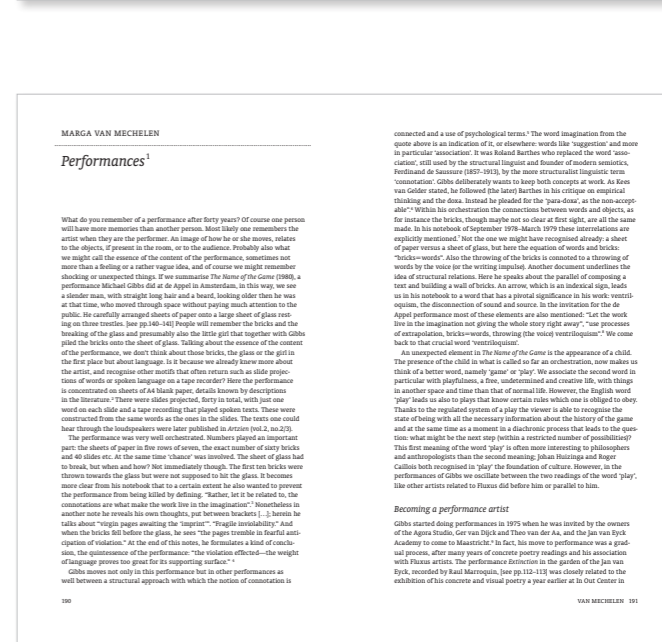 MARGA VAN MECHELEN
Performances¹
What do you remember of a performance after forty years? Of course one person
will have more memories than another person. Most likely one remembers the
artist when they are the performer. An image of how he or she moves, relates
to the objects, if present in the room, or to the audience. Probably also what
we might call the essence of the content of the performance, sometimes not
more than a feeling or a rather vague idea, and of course we might remember
shocking or unexpected things. If we summarise The Name of the Game (1980), a
performance Michael Gibbs did at de Appel in Amsterdam, in this way, we see
a slender man, with straight long hair and a beard, looking older then he was
at that time, who moved through space without paying much attention to the
public. He carefully arranged sheets of paper onto a large sheet of glass rest-
ing on three trestles. [see pp.140–141] People will remember the bricks and the
breaking of the glass and presumably also the little girl that together with Gibbs
piled the bricks onto the sheet of glass. Talking about the essence of the content
of the performance, we don't think about those bricks, the glass or the girl in
the first place but about language. Is it because we already knew more about
the artist, and recognise other motifs that often return such as slide projec-
tions of words or spoken language on a tape recorder? Here the performance
is concentrated on sheets of A4 blank paper, details known by descriptions
in the literature.² There were slides projected, forty in total, with just one
word on each slide and a tape recording that played spoken texts. These were
constructed from the same words as the ones in the slides. The texts one could
hear through the loudspeakers were later published in Artzien (vol.2, no.2/3).
The performance was very well orchestrated. Numbers played an important
part: the sheets of paper in five rows of seven, the exact number of sixty bricks
and 40 slides etc. At the same time 'chance' was involved. The sheet of glass had
to break, but when and how? Not immediately though. The first ten bricks were
thrown towards the glass but were not supposed to hit the glass. It becomes
more clear from his notebook that to a certain extent he also wanted to prevent
the performance from being killed by defining. "Rather, let it be related to, the
connotations are what make the work live in the imagination".³ Nonetheless in
another note he reveals his own thoughts, put between brackets [...]; herein he
talks about "virgin pages awaiting the 'imprint'". "Fragile inviolability." And
when the bricks fell before the glass, he sees "the pages tremble in fearful anti-
cipation of violation." At the end of this notes, he formulates a kind of conclu-
sion, the quintessence of the performance: "the violation effected—the weight
of language proves too great for its supporting surface." ⁴
Gibbs moves not only in this performance but in other performances as
well between a structural approach with which the notion of connotation is
190
connected and a use of psychological terms.⁵ The word imagination from the
quote above is an indication of it, or elsewhere: words like 'suggestion' and more
in particular 'association'. It was Roland Barthes who replaced the word 'asso-
ciation', still used by the structural linguist and founder of modern semiotics,
Ferdinand de Saussure (1857–1913), by the more structuralist linguistic term
'connotation'. Gibbs deliberately wants to keep both concepts at work. As Kees
van Gelder stated, he followed (the later) Barthes in his critique on empirical
thinking and the doxa. Instead he pleaded for the 'para-doxa', as the non-accept-
able".⁶ Within his orchestration the connections between words and objects, as
for instance the bricks, though maybe not so clear at first sight, are all the same
made. In his notebook of September 1978–March 1979 these interrelations are
explicitly mentioned.⁷ Not the one we might have recognised already: a sheet
of paper versus a sheet of glass, but here the equation of words and bricks:
"bricks=words". Also the throwing of the bricks is connoted to a throwing of
words by the voice (or the writing impulse). Another document underlines the
idea of structural relations. Here he speaks about the parallel of composing a
text and building a wall of bricks. An arrow, which is an indexical sign, leads
us in his notebook to a word that has a pivotal significance in his work: ventril-
oquism, the disconnection of sound and source. In the invitation for the de
Appel performance most of these elements are also mentioned: "Let the work
live in the imagination not giving the whole story right away", "use processes
of extrapolation, bricks=words, throwing (the voice) ventriloquism".⁸ We come
back to that crucial word 'ventriloquism'.
An unexpected element in The Name of the Game is the appearance of a child.
The presence of the child in what is called so far an orchestration, now makes us
think of a better word, namely 'game' or 'play'. We associate the second word in
particular with playfulness, a free, undetermined and creative life, with things
in another space and time than that of normal life. However, the English word
'play' leads us also to plays that know certain rules which one is obliged to obey.
Thanks to the regulated system of a play the viewer is able to recognise the
state of being with all the necessary information about the history of the game
and at the same time as a moment in a diachronic process that leads to the ques-
tion: what might be the next step (within a restricted number of possibilities)?
This first meaning of the word 'play' is often more interesting to philosophers
and anthropologists than the second meaning; Johan Huizinga and Roger
Caillois both recognised in 'play' the foundation of culture. However, in the
performances of Gibbs we oscillate between the two readings of the word 'play',
like other artists related to Fluxus did before him or parallel to him.
Becoming a performance artist
Gibbs started doing performances in 1975 when he was invited by the owners
of the Agora Studio, Ger van Dijck and Theo van der Aa, and the Jan van Eyck
Academy to come to Maastricht.⁹ In fact, his move to performance was a grad-
ual process, after many years of concrete poetry readings and his association
with Fluxus artists. The performance Extinction in the garden of the Jan van
Eyck, recorded by Raul Marroquin, [see pp.112–113] was closely related to the
exhibition of his concrete and visual poetry a year earlier at In Out Center in
VAN MECHELEN 191